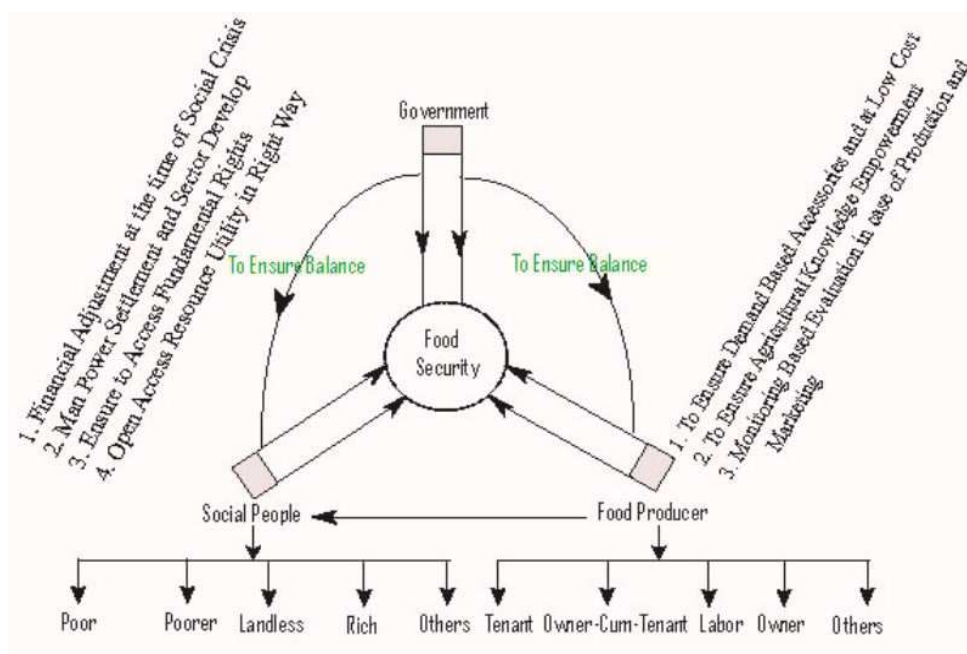 1. Financial Adjustment at the time of Social Crisis
2. Man Power Settlement and Sector Develop
3. Ensure to Access Fundamental Rights
4. Open Access Resource Utility in Right Way
Government
1. To Ensure Demand Based Accessories and at Low Cost
2. To Ensure Agricultural Knowledge Empowerment
3. Monitoring Based Evaluation in case of Production and
Marketing
To Ensure Balance
To Ensure Balance
Food
Security
Social People
Food Producer
Poor
Poorer
Landless
Rich
Others
Tenant
Owner-Cum-Tenant
Labor
Owner
Others